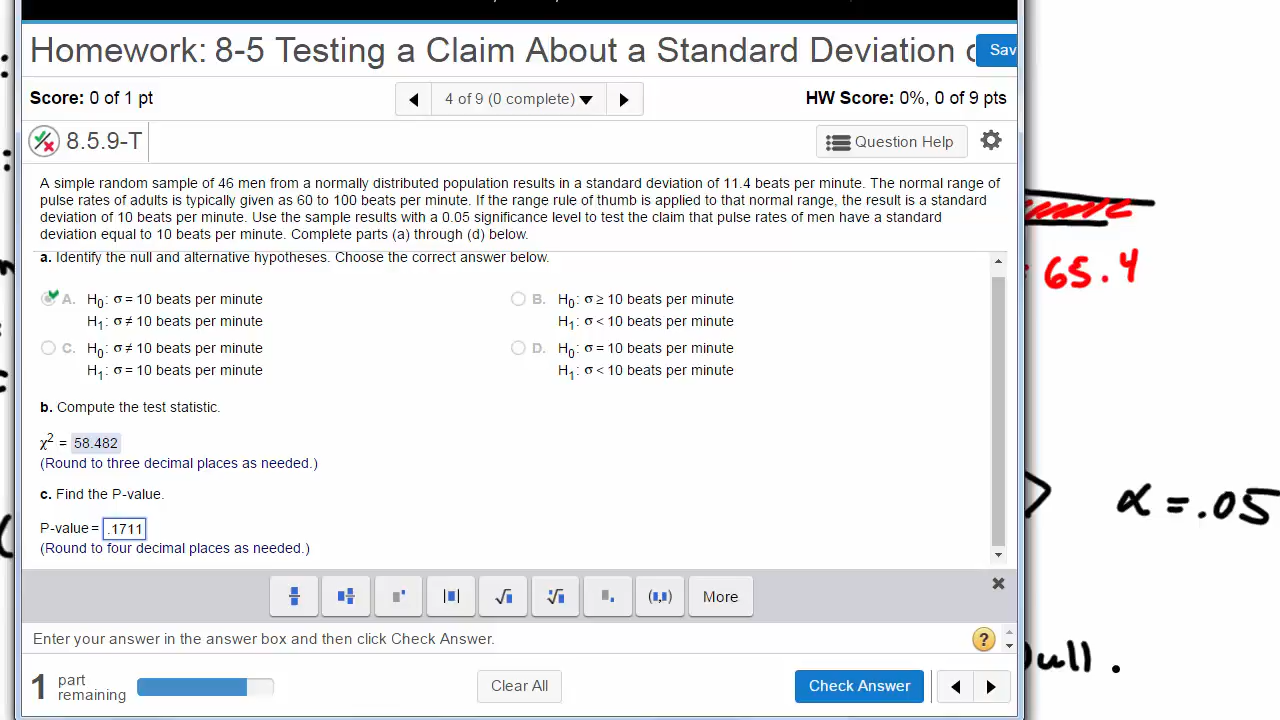 Homework: 8-5 Testing a Claim About a Standard Deviation
Sav
Score: 0 of 1 pt
4 of 9 (0 complete)
HW Score: 0%, 0 of 9 pts
8.5.9-T
Question Help
A simple random sample of 46 men from a normally distributed population results in a standard deviation of 11.4 beats per minute. The normal range of
pulse rates of adults is typically given as 60 to 100 beats per minute. If the range rule of thumb is applied to that normal range, the result is a standard
deviation of 10 beats per minute. Use the sample results with a 0.05 significance level to test the claim that pulse rates of men have a standard
deviation equal to 10 beats per minute. Complete parts (a) through (d) below.
a. Identify the null and alternative hypotheses. Choose the correct answer below.
A. H0: σ = 10 beats per minute
H1: σ ≠ 10 beats per minute
B. H0: σ ≥ 10 beats per minute
H1: σ < 10 beats per minute
C. H0: σ ≠ 10 beats per minute
H1: σ = 10 beats per minute
D. H0: σ = 10 beats per minute
H1: σ < 10 beats per minute
b. Compute the test statistic.
χ² = 58.482
(Round to three decimal places as needed.)
c. Find the P-value.
P-value = .1711
(Round to four decimal places as needed.)
More
Enter your answer in the answer box and then click Check Answer.
?
1 part remaining
Clear All
Check Answer
65.4
α = .05
ull.